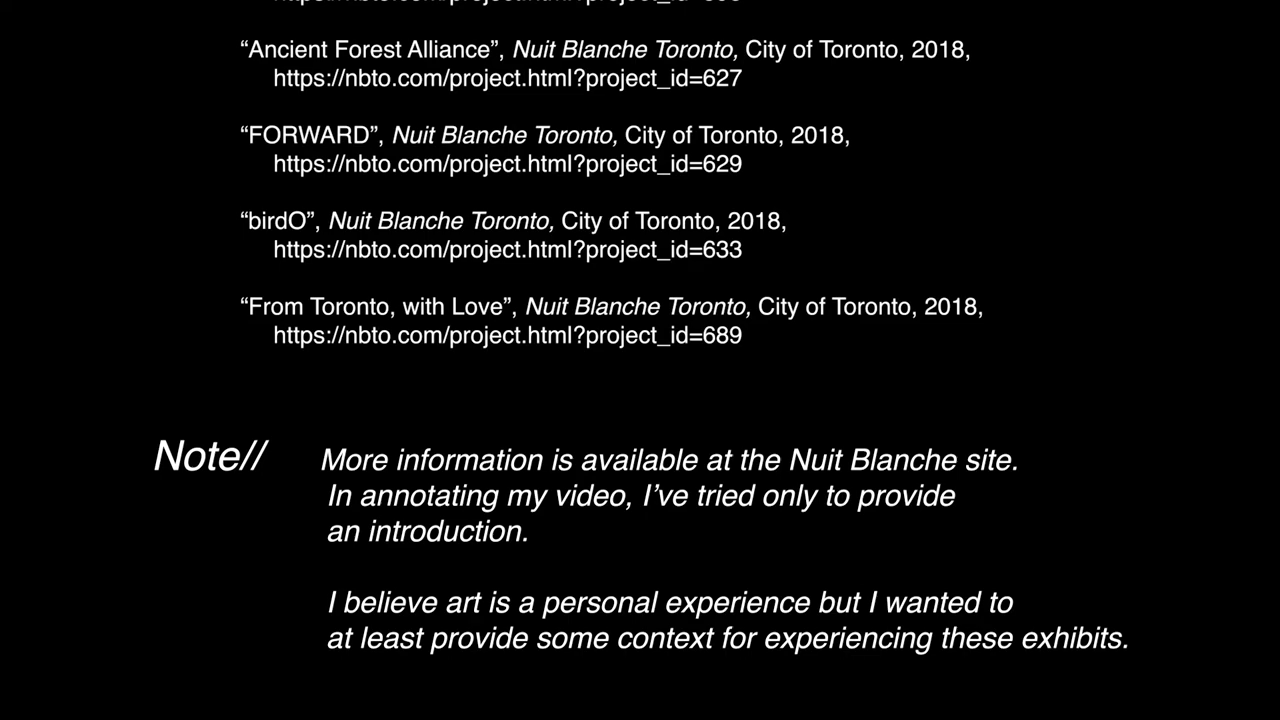 “Ancient Forest Alliance”, Nuit Blanche Toronto, City of Toronto, 2018,
https://nbto.com/project.html?project_id=627
“FORWARD”, Nuit Blanche Toronto, City of Toronto, 2018,
https://nbto.com/project.html?project_id=629
“birdO”, Nuit Blanche Toronto, City of Toronto, 2018,
https://nbto.com/project.html?project_id=633
“From Toronto, with Love”, Nuit Blanche Toronto, City of Toronto, 2018,
https://nbto.com/project.html?project_id=689
Note// More information is available at the Nuit Blanche site.
In annotating my video, I’ve tried only to provide
an introduction.
I believe art is a personal experience but I wanted to
at least provide some context for experiencing these exhibits.